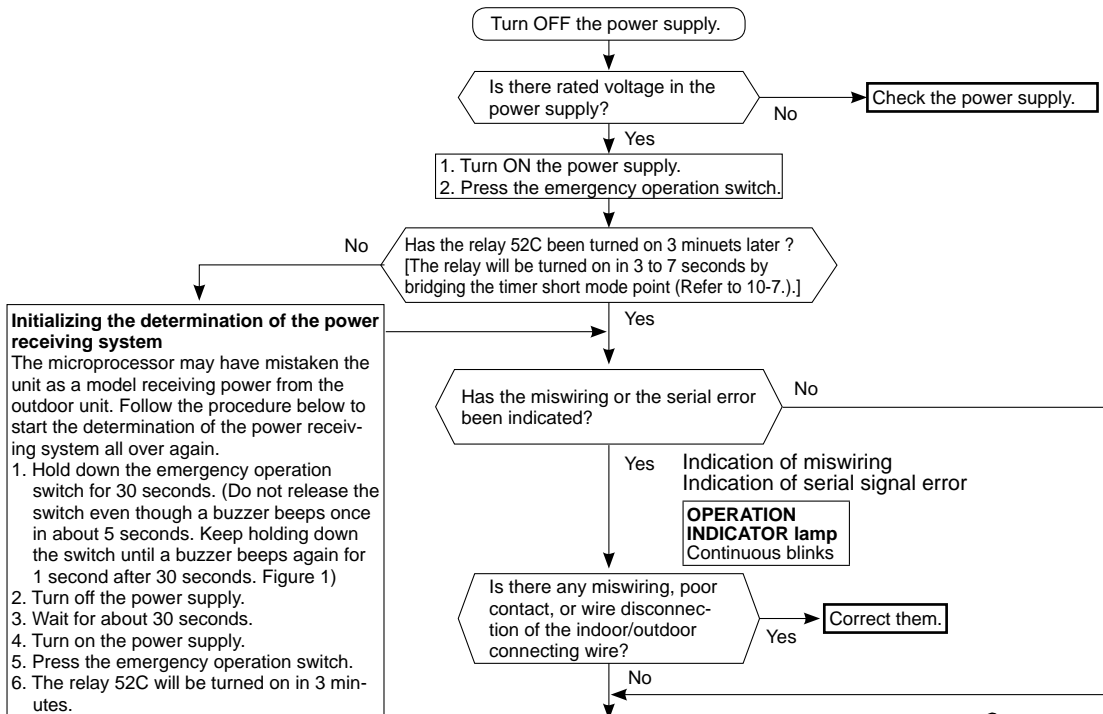 Turn OFF the power supply.
Is there rated voltage in the
power supply?
No
Check the power supply.
Yes
1. Turn ON the power supply.
2. Press the emergency operation switch.
No
Has the relay 52C been turned on 3 minuets later ?
[The relay will be turned on in 3 to 7 seconds by
bridging the timer short mode point (Refer to 10-7.).]
Yes
Initializing the determination of the power
receiving system
The microprocessor may have mistaken the
unit as a model receiving power from the
outdoor unit. Follow the procedure below to
start the determination of the power receiv-
ing system all over again.
1. Hold down the emergency operation
switch for 30 seconds. (Do not release the
switch even though a buzzer beeps once
in about 5 seconds. Keep holding down
the switch until a buzzer beeps again for
1 second after 30 seconds. Figure 1)
2. Turn off the power supply.
3. Wait for about 30 seconds.
4. Turn on the power supply.
5. Press the emergency operation switch.
6. The relay 52C will be turned on in 3 min-
utes.
Has the miswiring or the serial error
been indicated?
No
Yes
Indication of miswiring
Indication of serial signal error
OPERATION
INDICATOR lamp
Continuous blinks
Is there any miswiring, poor
contact, or wire disconnec-
tion of the indoor/outdoor
connecting wire?
Yes
Correct them.
No